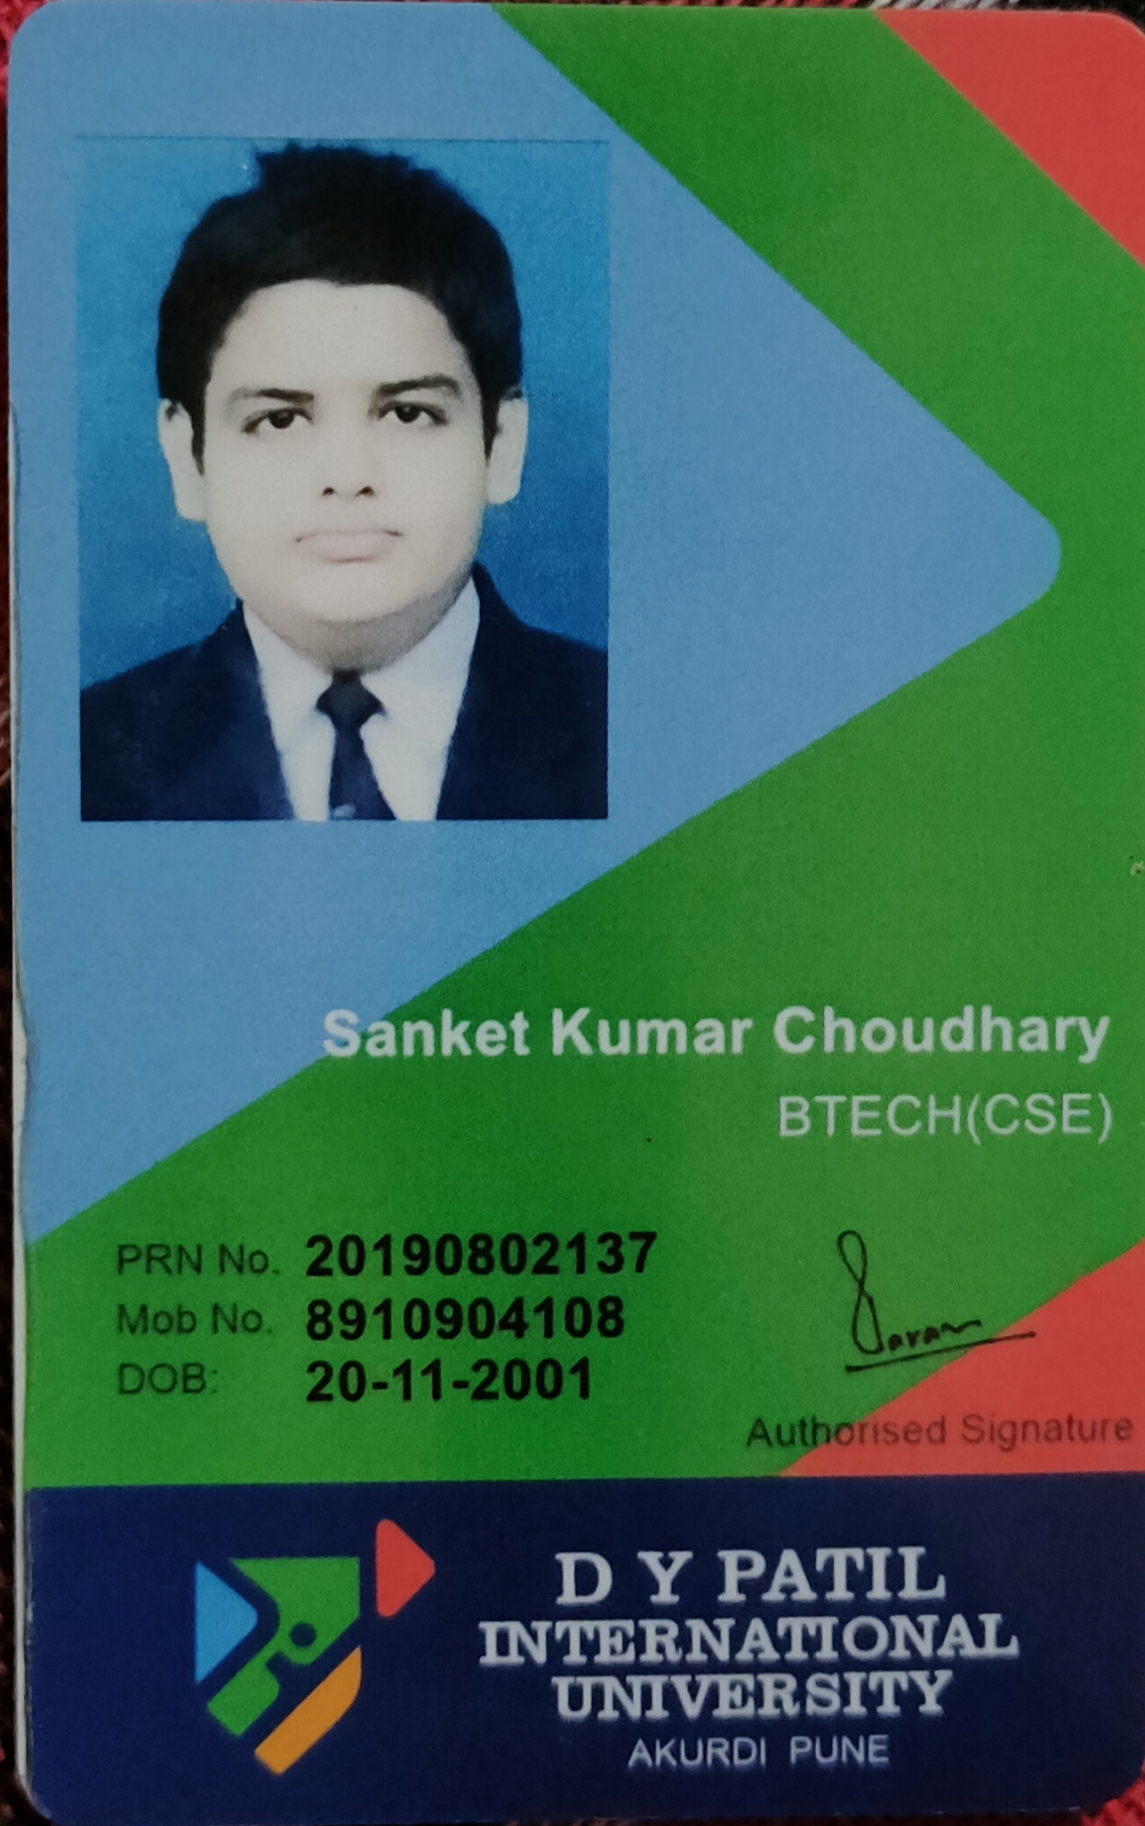 Sanket Kumar Choudhary
BTECH(CSE)
PRN No. 20190802137
Mob No. 8910904108
DOB: 20-11-2001
Authorised Signature
D Y PATIL
INTERNATIONAL
UNIVERSITY
AKURDI PUNE